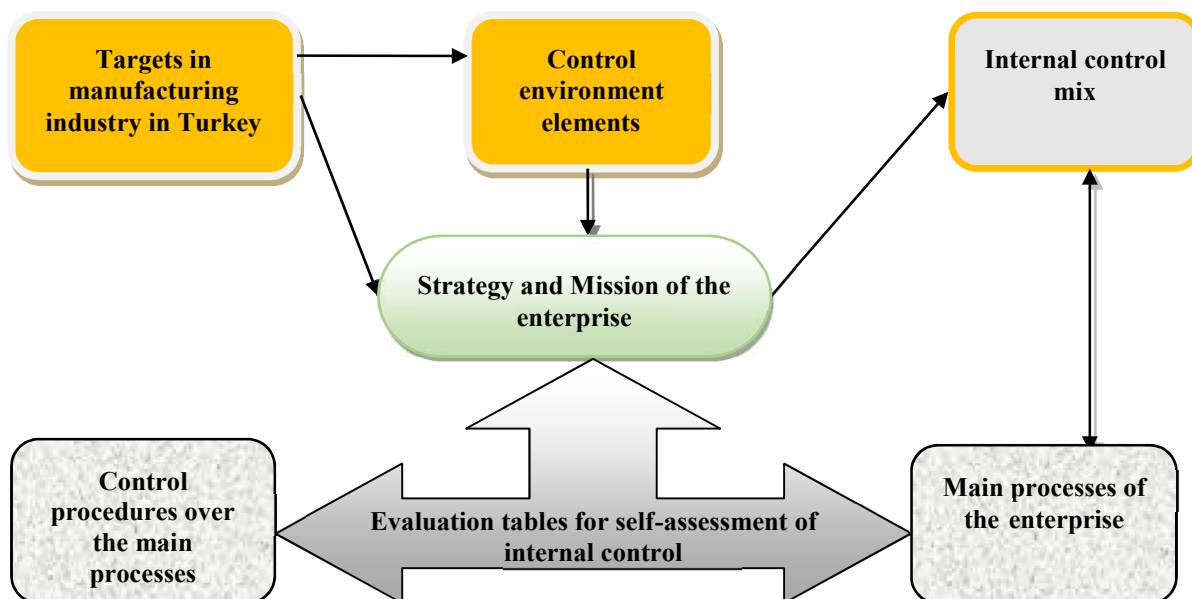 Targets in
manufacturing
industry in Turkey
Control
environment
elements
Internal control
mix
Strategy and Mission of the
enterprise
Control
procedures over
the main
processes
Evaluation tables for self-assessment of
internal control
Main processes of
the enterprise